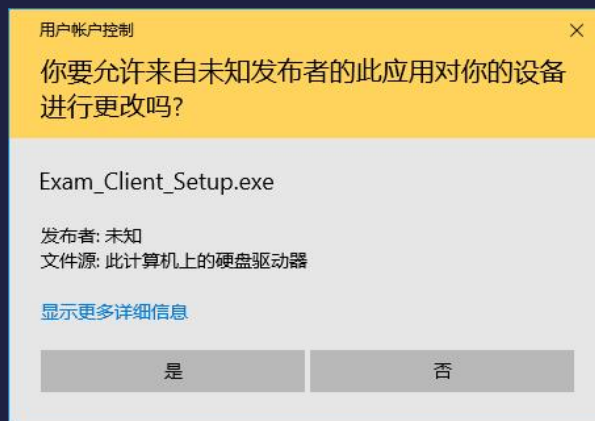 用户帐户控制
你要允许来自未知发布者的此应用对你的设备
进行更改吗?
Exam_Client_Setup.exe
发布者: 未知
文件源: 此计算机上的硬盘驱动器
显示更多详细信息
是
否